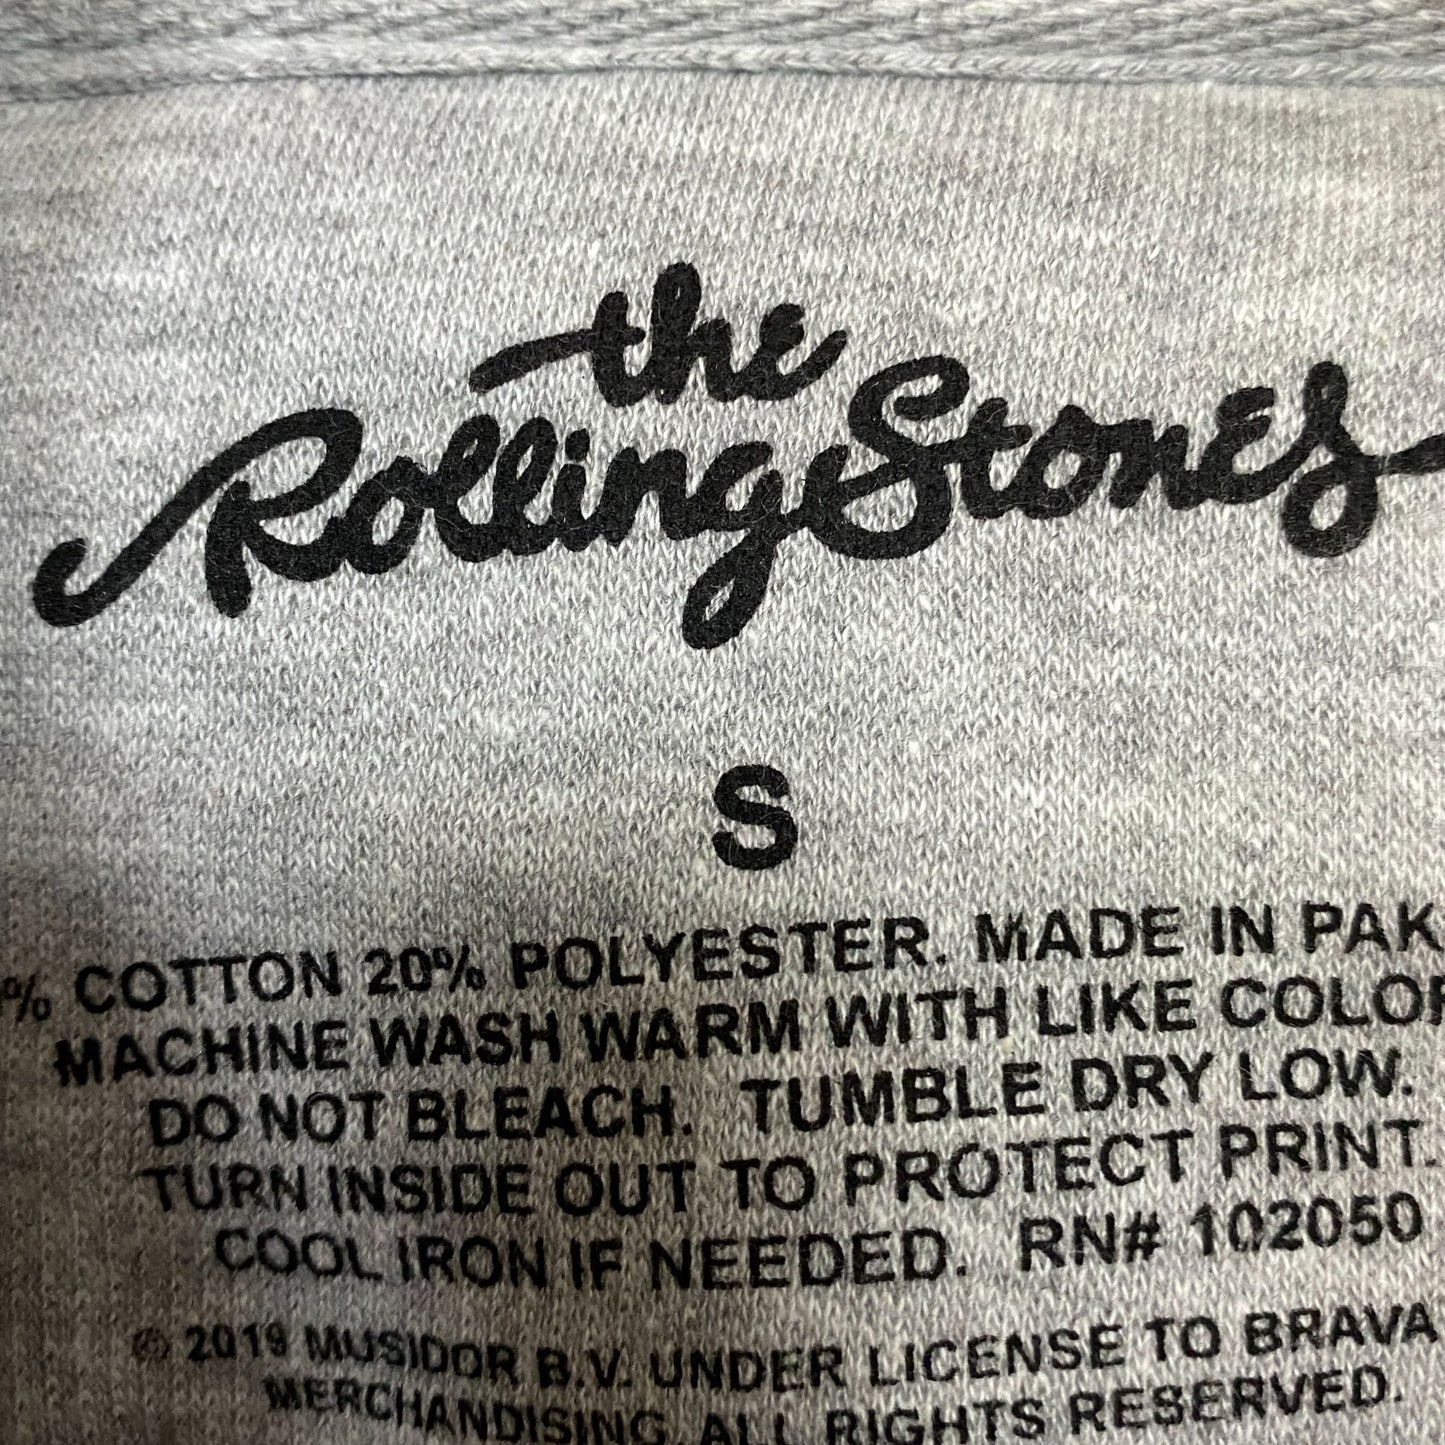 the
Rolling Stones
S
% COTTON 20% POLYESTER. MADE IN PAK
MACHINE WASH WARM WITH LIKE COLOR
DO NOT BLEACH. TUMBLE DRY LOW.
TURN INSIDE OUT TO PROTECT PRINT.
COOL IRON IF NEEDED. RN# 102050
© 2019 MUSIDOR B.V. UNDER LICENSE TO BRAVA
MERCHANDISING. ALL RIGHTS RESERVED.